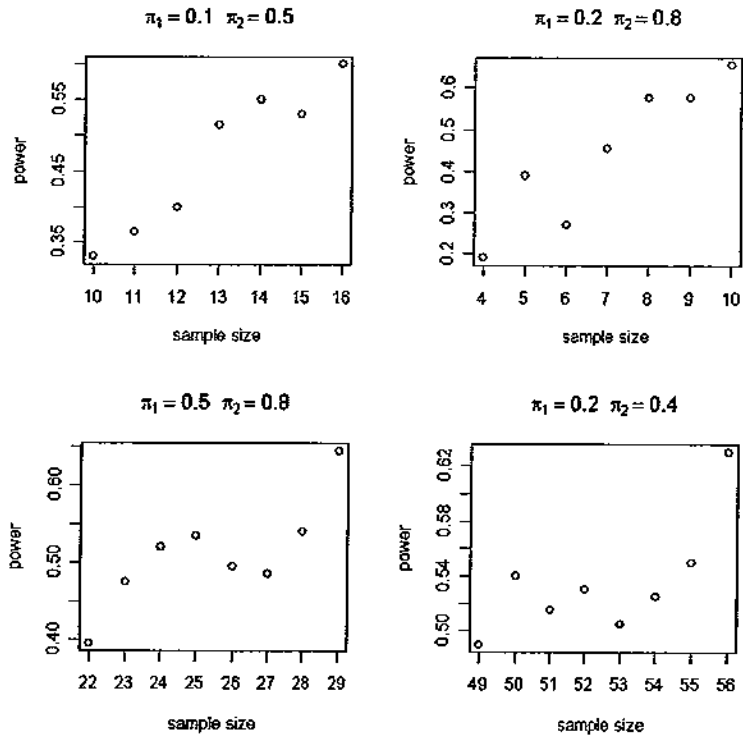 π₁ = 0.1 π₂ = 0.5
power
0.55
0.45
0.35
10 11 12 13 14 15 16
sample size
π₁ = 0.2 π₂ = 0.8
power
0.6
0.5
0.4
0.3
0.2
4 5 6 7 8 9 10
sample size
π₁ = 0.5 π₂ = 0.8
power
0.60
0.50
0.40
22 23 24 25 26 27 28 29
sample size
π₁ = 0.2 π₂ = 0.4
power
0.62
0.58
0.54
0.50
49 50 51 52 53 54 55 56
sample size